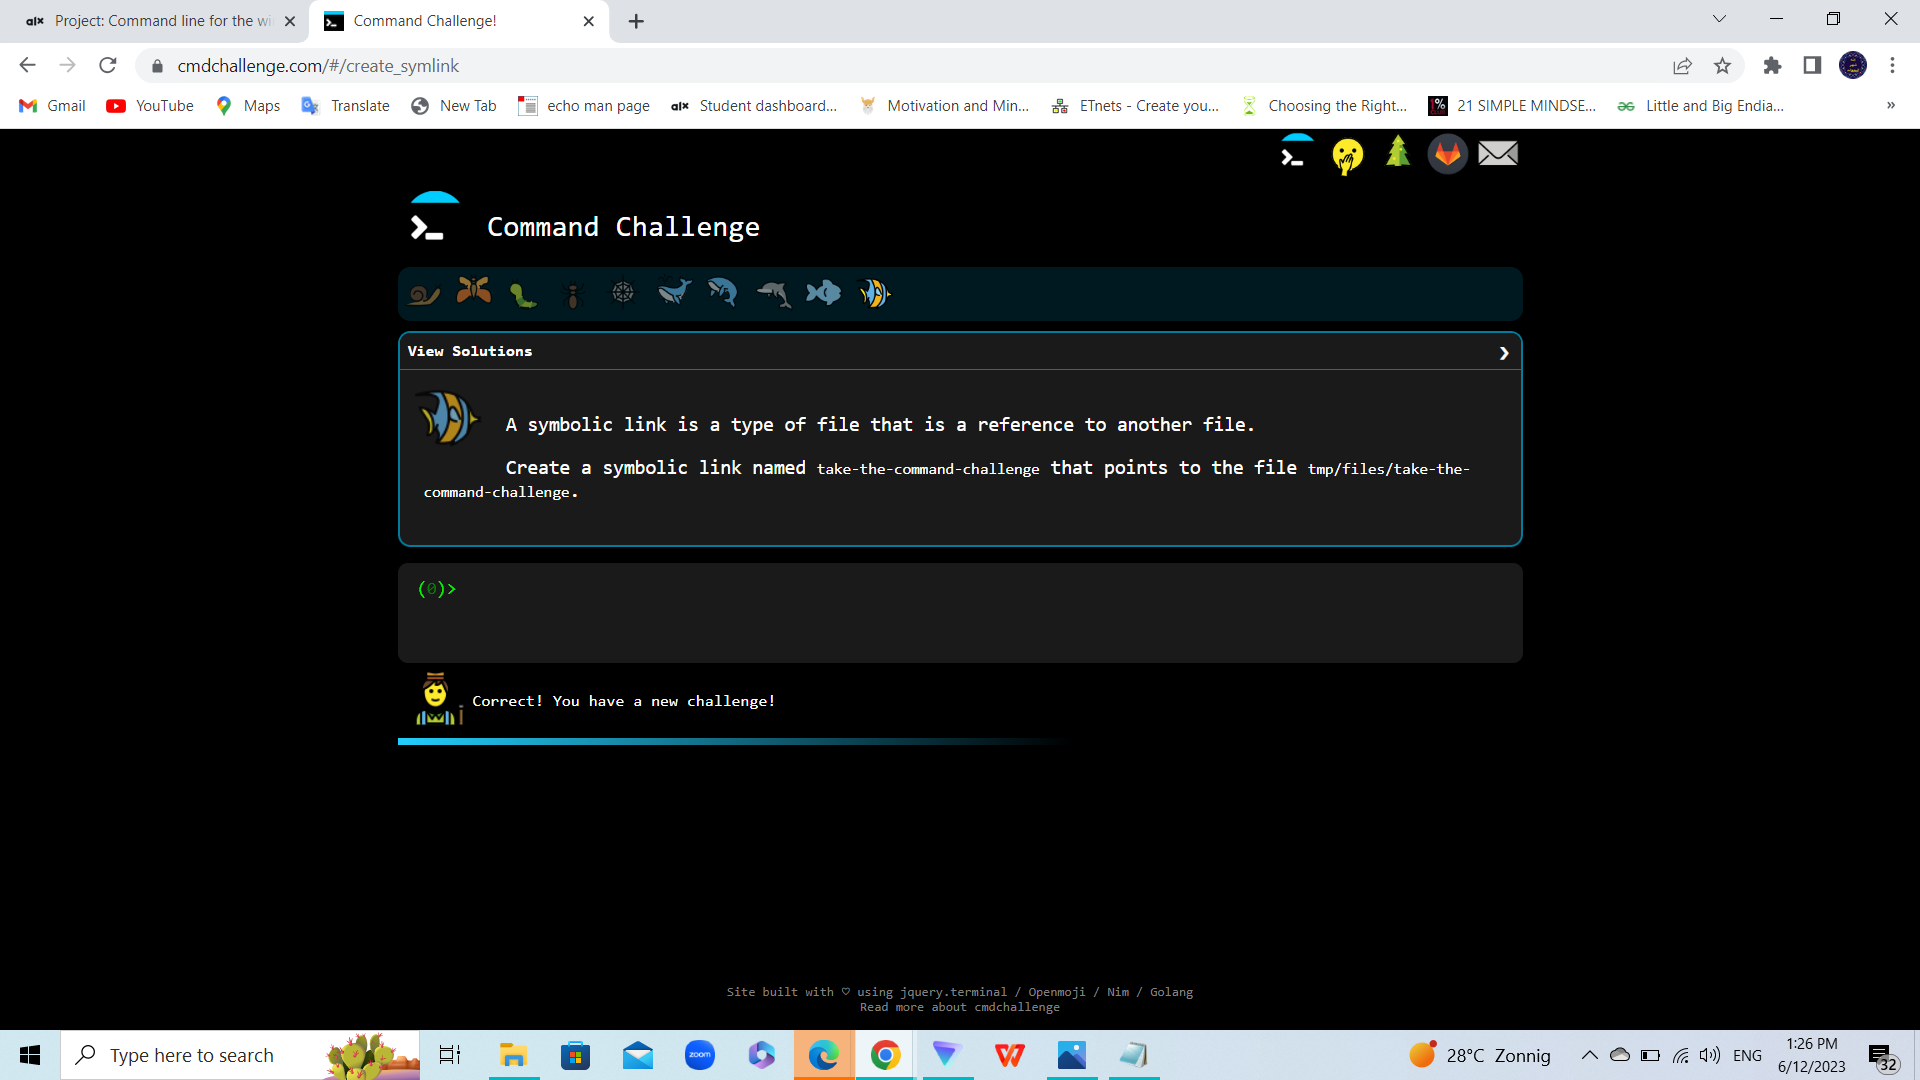 alx Project: Command line for the wi
Command Challenge!
cmdchallenge.com/#/create_symlink
Gmail YouTube Maps Translate New Tab echo man page alx Student dashboard... Motivation and Min... ETnets - Create you... Choosing the Right... 1% 21 SIMPLE MINDSE... Little and Big Endia... »
Command Challenge
View Solutions
A symbolic link is a type of file that is a reference to another file.
Create a symbolic link named take-the-command-challenge that points to the file tmp/files/take-the-
command-challenge.
(0)>
Correct! You have a new challenge!
Site built with ♡ using jquery.terminal / Openmoji / Nim / Golang
Read more about cmdchallenge
Type here to search
zoom
28°C Zonnig
ENG
1:26 PM
6/12/2023
32